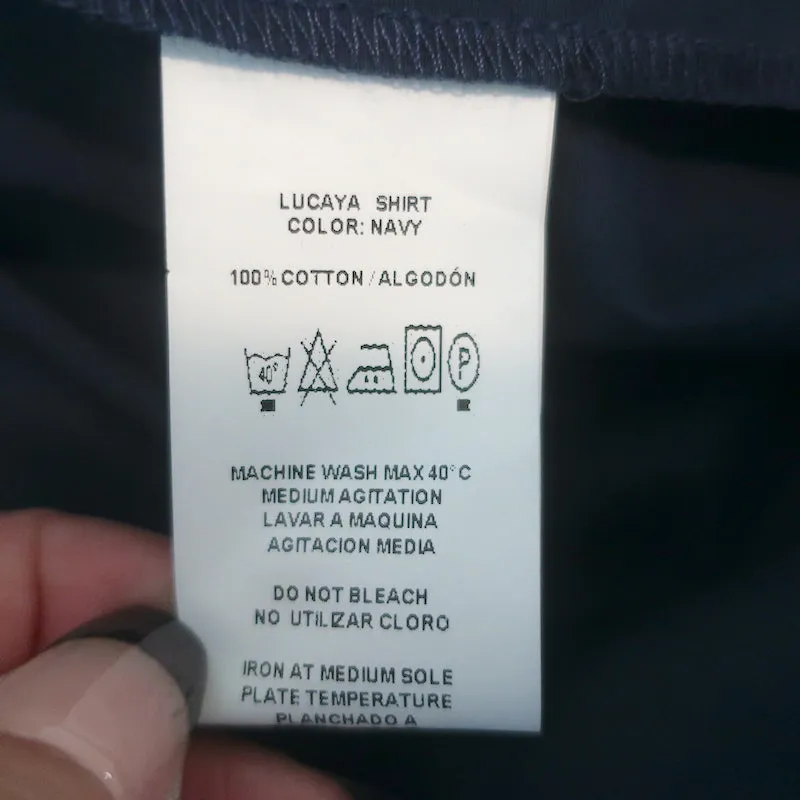 LUCAYA SHIRT
COLOR: NAVY
100% COTTON / ALGODÓN
40° P
MACHINE WASH MAX 40°C
MEDIUM AGITATION
LAVAR A MAQUINA
AGITACION MEDIA
DO NOT BLEACH
NO UTILIZAR CLORO
IRON AT MEDIUM SOLE
PLATE TEMPERATURE
PLANCHADO A